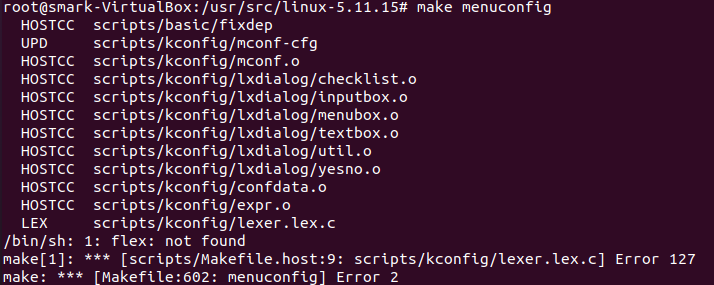 root@smark-VirtualBox:/usr/src/linux-5.11.15# make menuconfig
  HOSTCC  scripts/basic/fixdep
  UPD     scripts/kconfig/mconf-cfg
  HOSTCC  scripts/kconfig/mconf.o
  HOSTCC  scripts/kconfig/lxdialog/checklist.o
  HOSTCC  scripts/kconfig/lxdialog/inputbox.o
  HOSTCC  scripts/kconfig/lxdialog/menubox.o
  HOSTCC  scripts/kconfig/lxdialog/textbox.o
  HOSTCC  scripts/kconfig/lxdialog/util.o
  HOSTCC  scripts/kconfig/lxdialog/yesno.o
  HOSTCC  scripts/kconfig/confdata.o
  HOSTCC  scripts/kconfig/expr.o
  LEX     scripts/kconfig/lexer.lex.c
/bin/sh: 1: flex: not found
make[1]: *** [scripts/Makefile.host:9: scripts/kconfig/lexer.lex.c] Error 127
make: *** [Makefile:602: menuconfig] Error 2